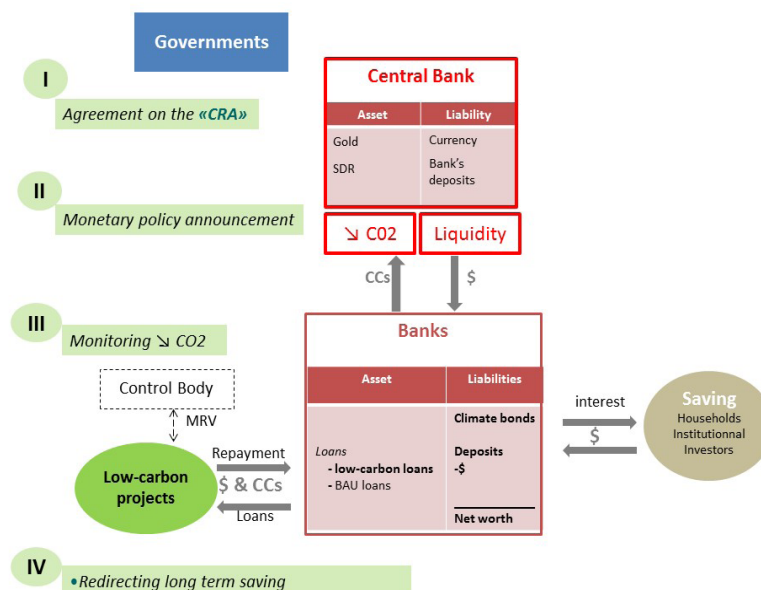 Governments
I
Agreement on the «CRA»
Central Bank
Asset Liability
Gold Currency
SDR Bank's
deposits
II
Monetary policy announcement
↘ C02 Liquidity
CCs $
III
Monitoring ↘ CO2
Banks
Asset Liabilities
Climate bonds
Loans Deposits
- low-carbon loans -$
- BAU loans
Net worth
Control Body
MRV
Low-carbon
projects
Repayment
$ & CCs
Loans
interest
$
Saving
Households
Institutionnal
Investors
IV
•Redirecting long term saving